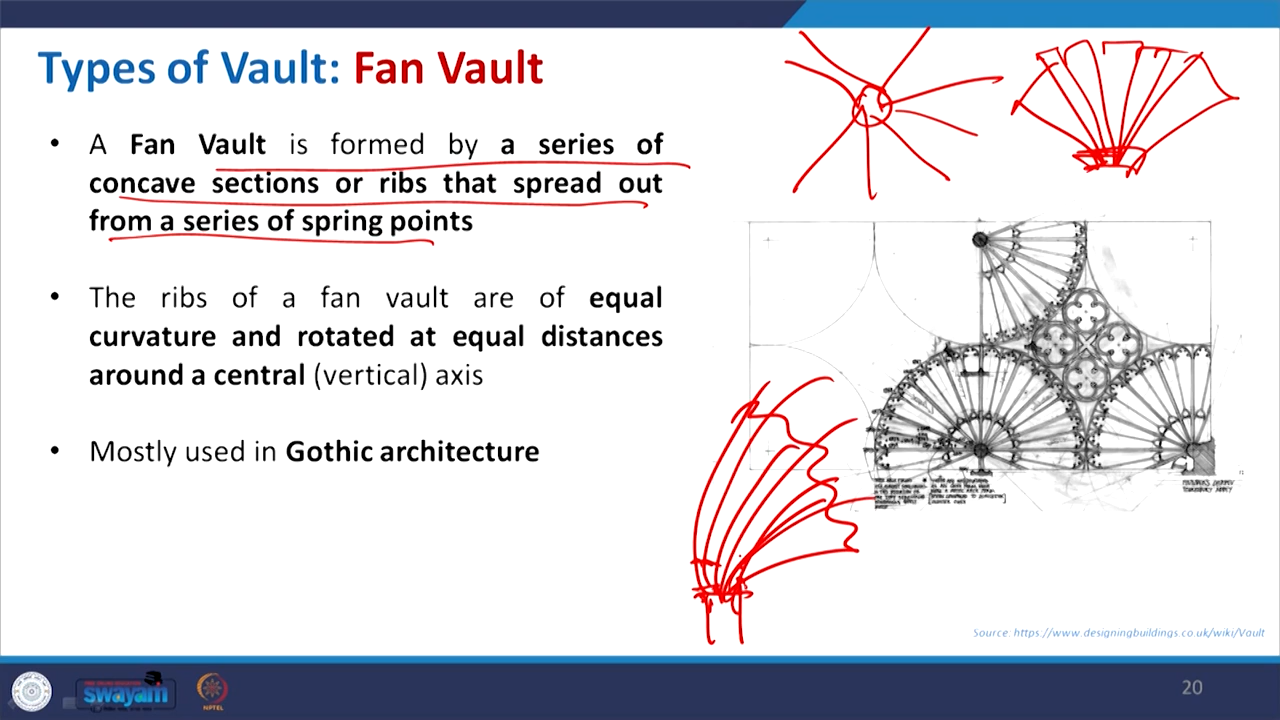 Types of Vault: Fan Vault
• A Fan Vault is formed by a series of
concave sections or ribs that spread out
from a series of spring points
• The ribs of a fan vault are of equal
curvature and rotated at equal distances
around a central (vertical) axis
• Mostly used in Gothic architecture
Source: https://www.designingbuildings.co.uk/wiki/Vault
swayam
NPTEL
20